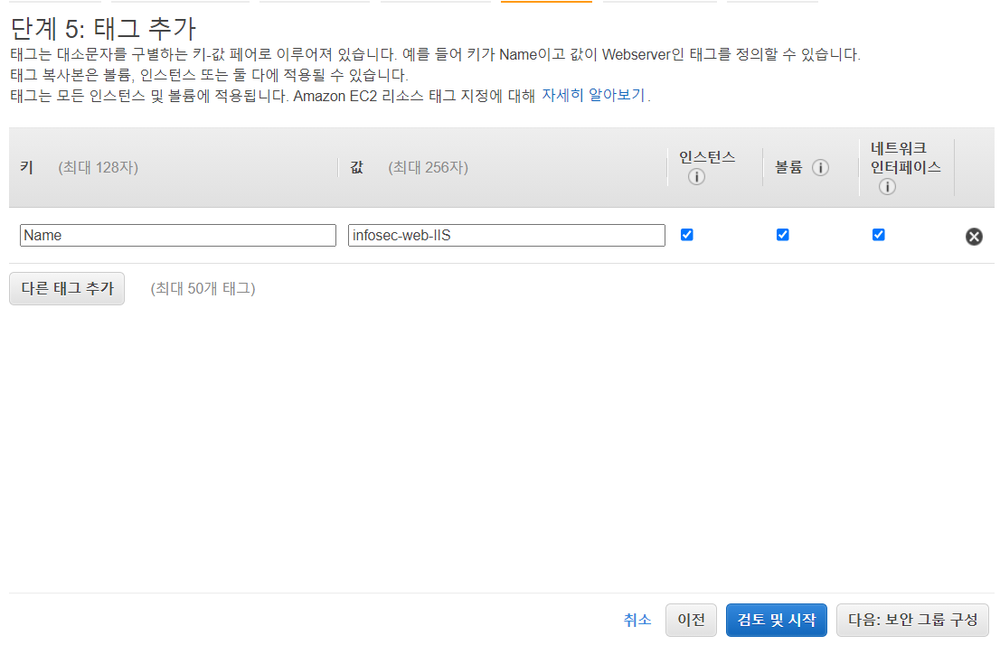 단계 5: 태그 추가
태그는 대소문자를 구별하는 키-값 페어로 이루어져 있습니다. 예를 들어 키가 Name이고 값이 Webserver인 태그를 정의할 수 있습니다.
태그 복사본은 볼륨, 인스턴스 또는 둘 다에 적용될 수 있습니다.
태그는 모든 인스턴스 및 볼륨에 적용됩니다. Amazon EC2 리소스 태그 지정에 대해 자세히 알아보기.
키 (최대 128자) 값 (최대 256자) 인스턴스 볼륨 네트워크
인터페이스
Name infosec-web-IIS
다른 태그 추가 (최대 50개 태그)
취소 이전 검토 및 시작 다음: 보안 그룹 구성